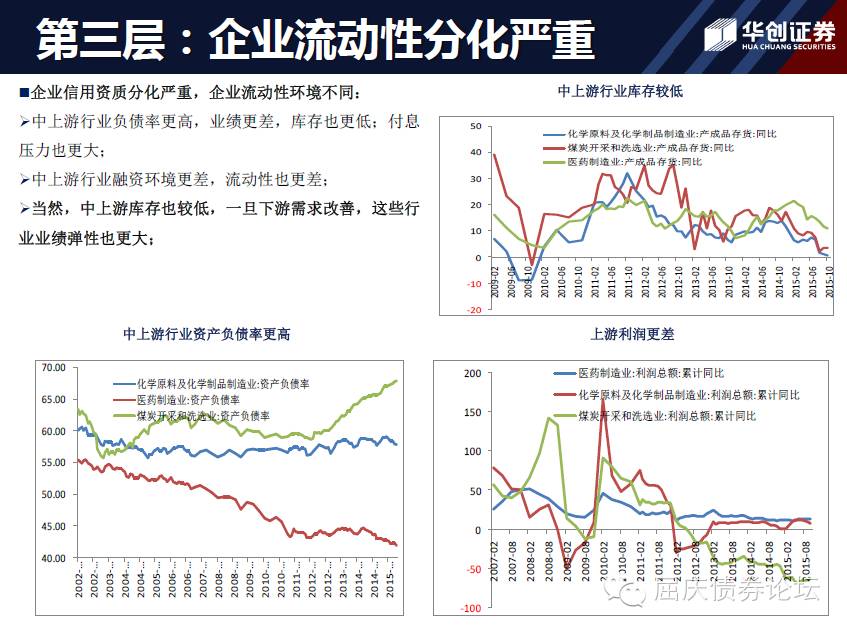 第三层：企业流动性分化严重
华创证券
HUA CHUANG SECURITIES
■企业信用资质分化严重，企业流动性环境不同：
➢中上游行业负债率更高，业绩更差，库存也更低；付息
压力也更大；
➢中上游行业融资环境更差，流动性也更差；
➢当然，中上游库存也较低，一旦下游需求改善，这些行
业业绩弹性也更大；
中上游行业库存较低
化学原料及化学制品制造业:产成品存货:同比
煤炭开采和洗选业:产成品存货:同比
医药制造业:产成品存货:同比
50
40
30
20
10
0
-10
-20
2009-02 2009-06 2009-10 2010-02 2010-06 2010-10 2011-02 2011-06 2011-10 2012-02 2012-06 2012-10 2013-02 2013-06 2013-10 2014-02 2014-06 2014-10 2015-02 2015-06 2015-10
中上游行业资产负债率更高
化学原料及化学制品制造业:资产负债率
医药制造业:资产负债率
煤炭开采和洗选业:资产负债率
70.00
65.00
60.00
55.00
50.00
45.00
40.00
2002-… 2002-… 2003-… 2004-… 2004-… 2005-… 2006-… 2006-… 2007-… 2008-… 2008-… 2009-… 2010-… 2010-… 2011-… 2012-… 2012-… 2013-… 2014-… 2014-… 2015-…
上游利润更差
医药制造业:利润总额:累计同比
化学原料及化学制品制造业:利润总额:累计同比
煤炭开采和洗选业:利润总额:累计同比
200
150
100
50
0
-50
-100
2007-02 2007-08 2008-02 2008-08 2009-02 2009-08 2010-02 2010-08 2011-02 2011-08 2012-02 2012-08 2013-02 2013-08 2014-02 2014-08 2015-02 2015-08
屈庆债券论坛